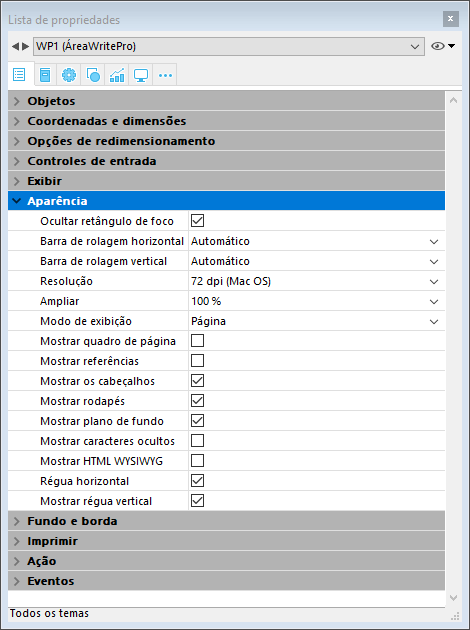 Lista de propriedades
WP1 (ÁreaWritePro)
Objetos
Coordenadas e dimensões
Opções de redimensionamento
Controles de entrada
Exibir
Aparência
Ocultar retângulo de foco
Barra de rolagem horizontal Automático
Barra de rolagem vertical Automático
Resolução 72 dpi (Mac OS)
Ampliar 100 %
Modo de exibição Página
Mostrar quadro de página
Mostrar referências
Mostrar os cabeçalhos
Mostrar rodapés
Mostrar plano de fundo
Mostrar caracteres ocultos
Mostrar HTML WYSIWYG
Régua horizontal
Mostrar régua vertical
Fundo e borda
Imprimir
Ação
Eventos
Todos os temas